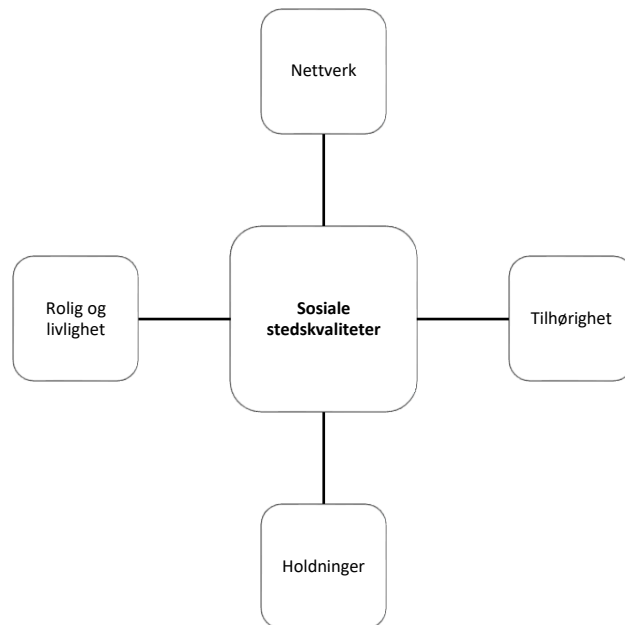 Nettverk
Rolig og
livlighet
Sosiale
stedskvaliteter
Tilhørighet
Holdninger